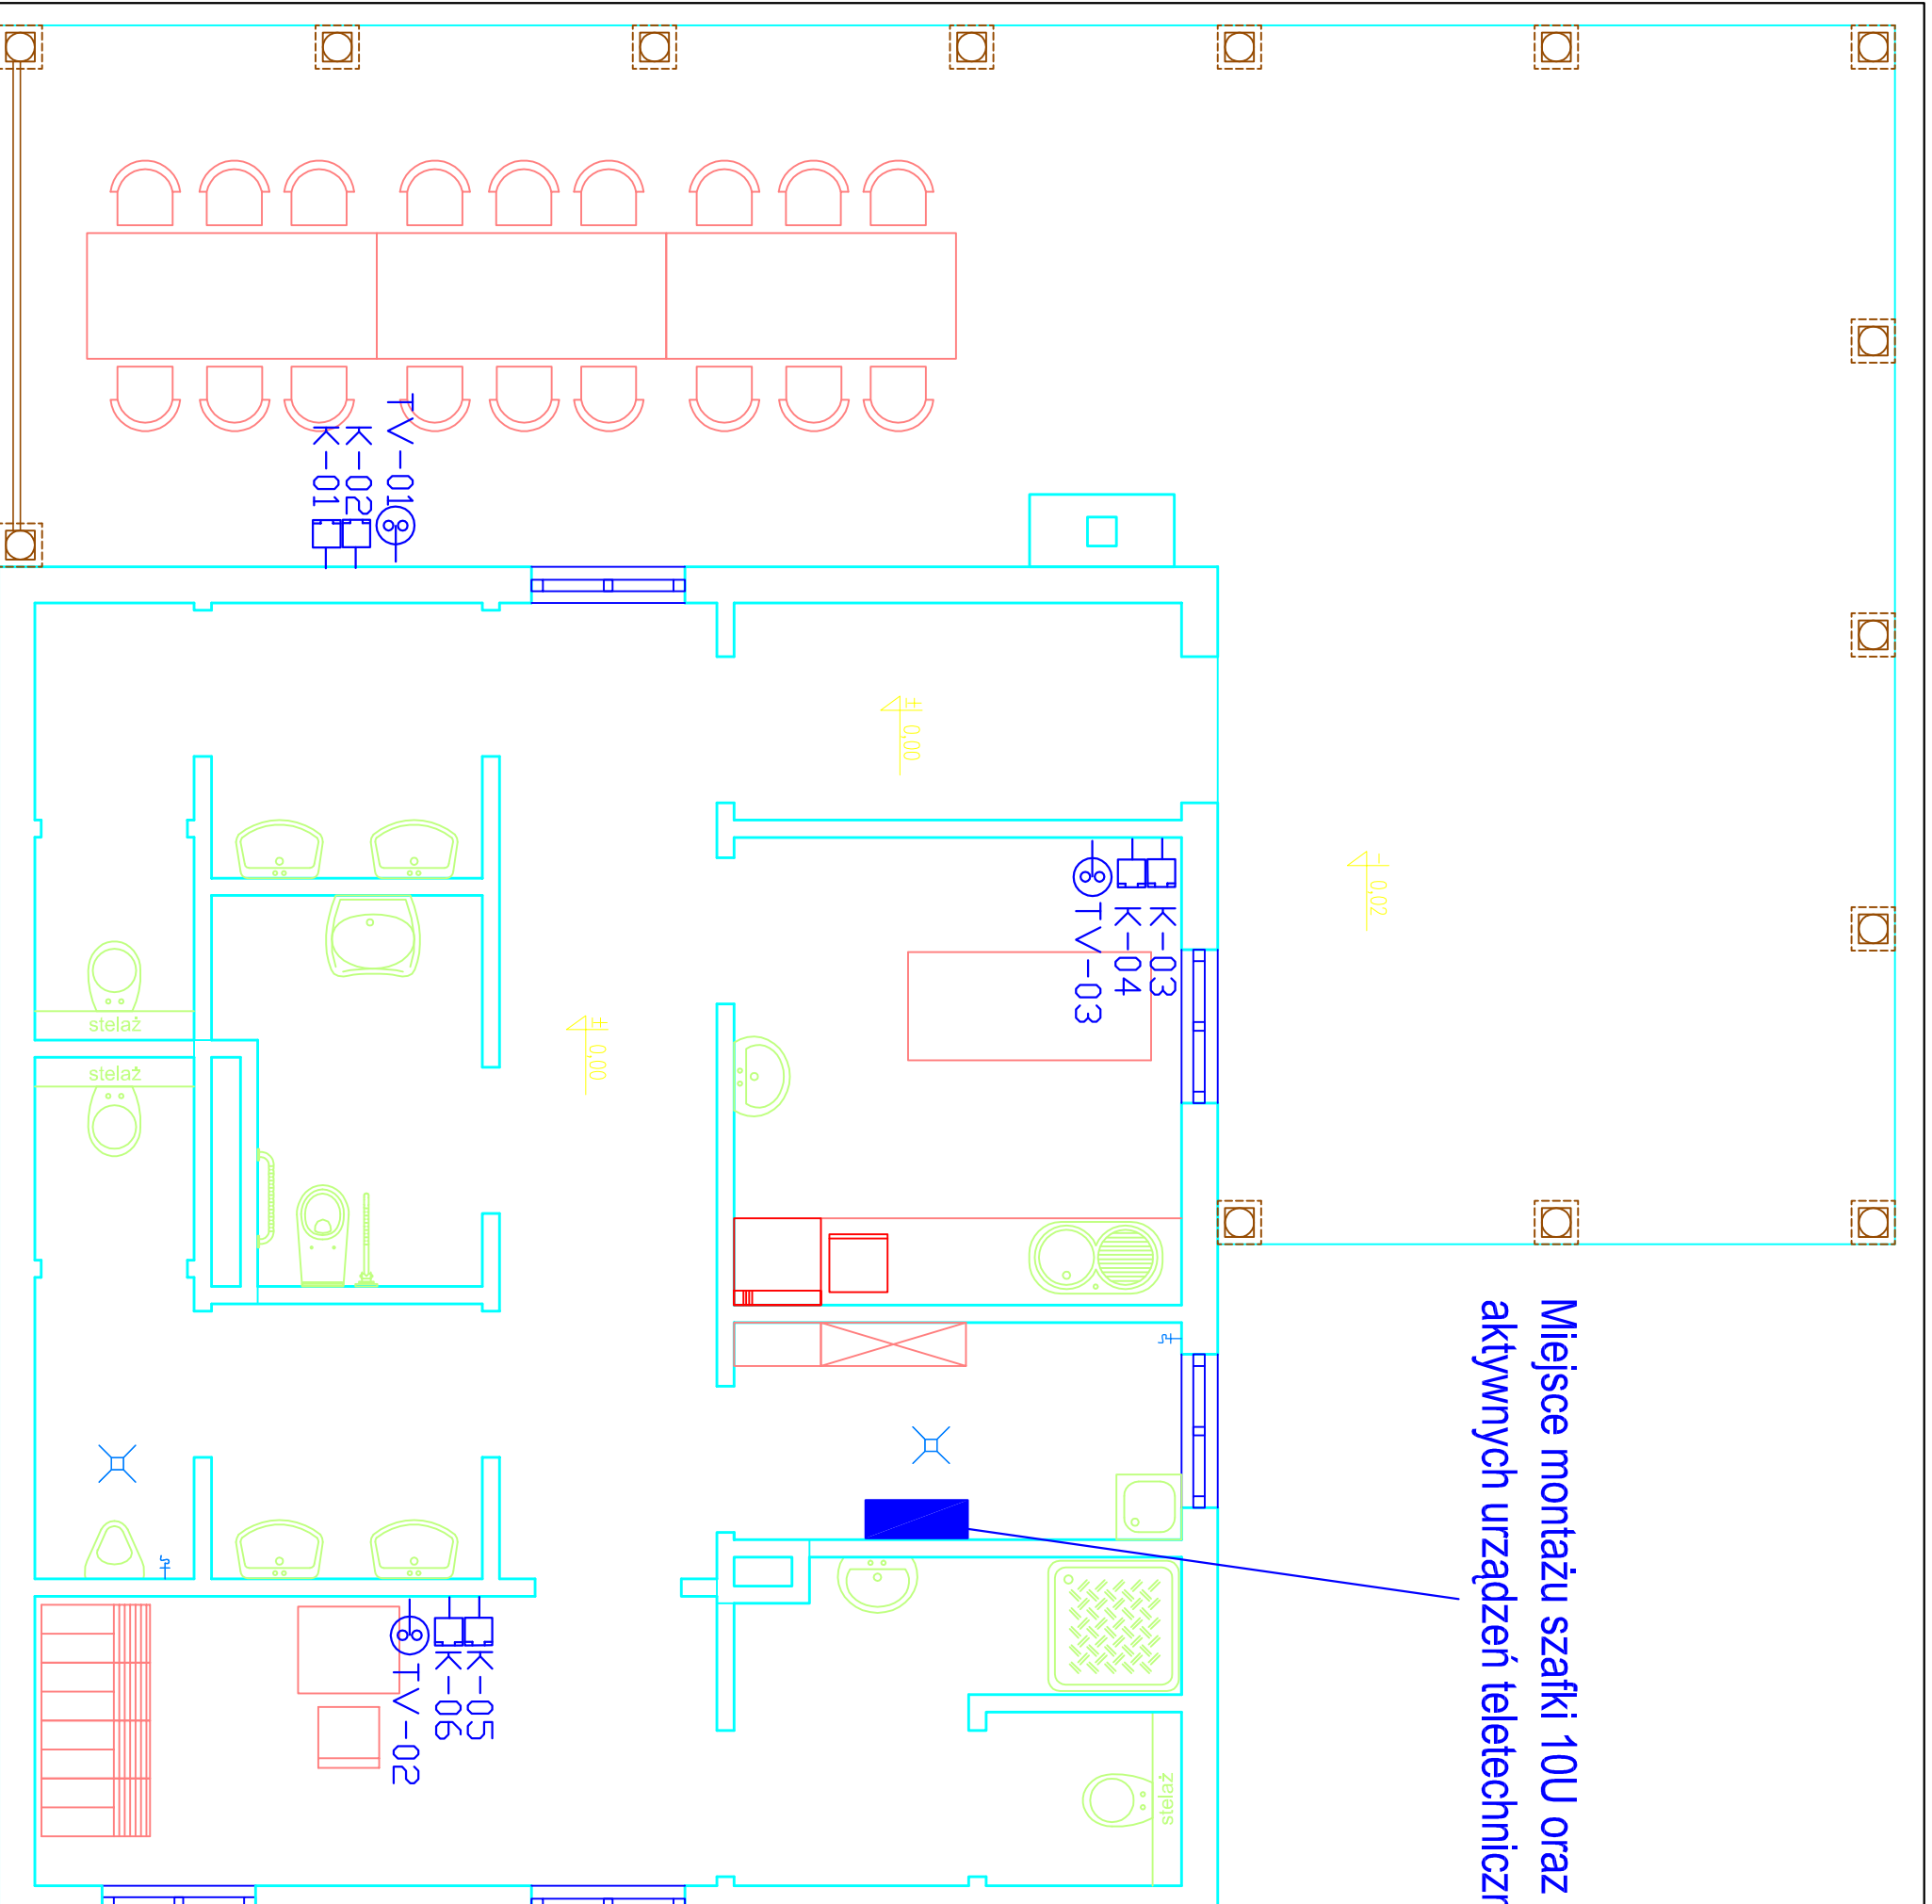 TV-01
K-02
K-01
± 0.00
- 0.02
K-03
K-04
TV-03
± 0.00
stelaż
stelaż
Miejsce montażu szafki 10U oraz
aktywnych urządzeń
K-05
K-06
TV-02
stelaż